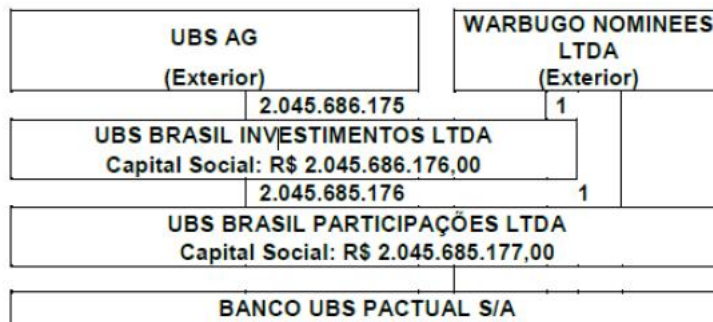 UBS AG
(Exterior)
WARBUGO NOMINEES
LTDA
(Exterior)
2.045.686.175
1
UBS BRASIL INVESTIMENTOS LTDA
Capital Social: R$ 2.045.686.176,00
2.045.685.176
1
UBS BRASIL PARTICIPAÇÕES LTDA
Capital Social: R$ 2.045.685.177,00
BANCO UBS PACTUAL S/A